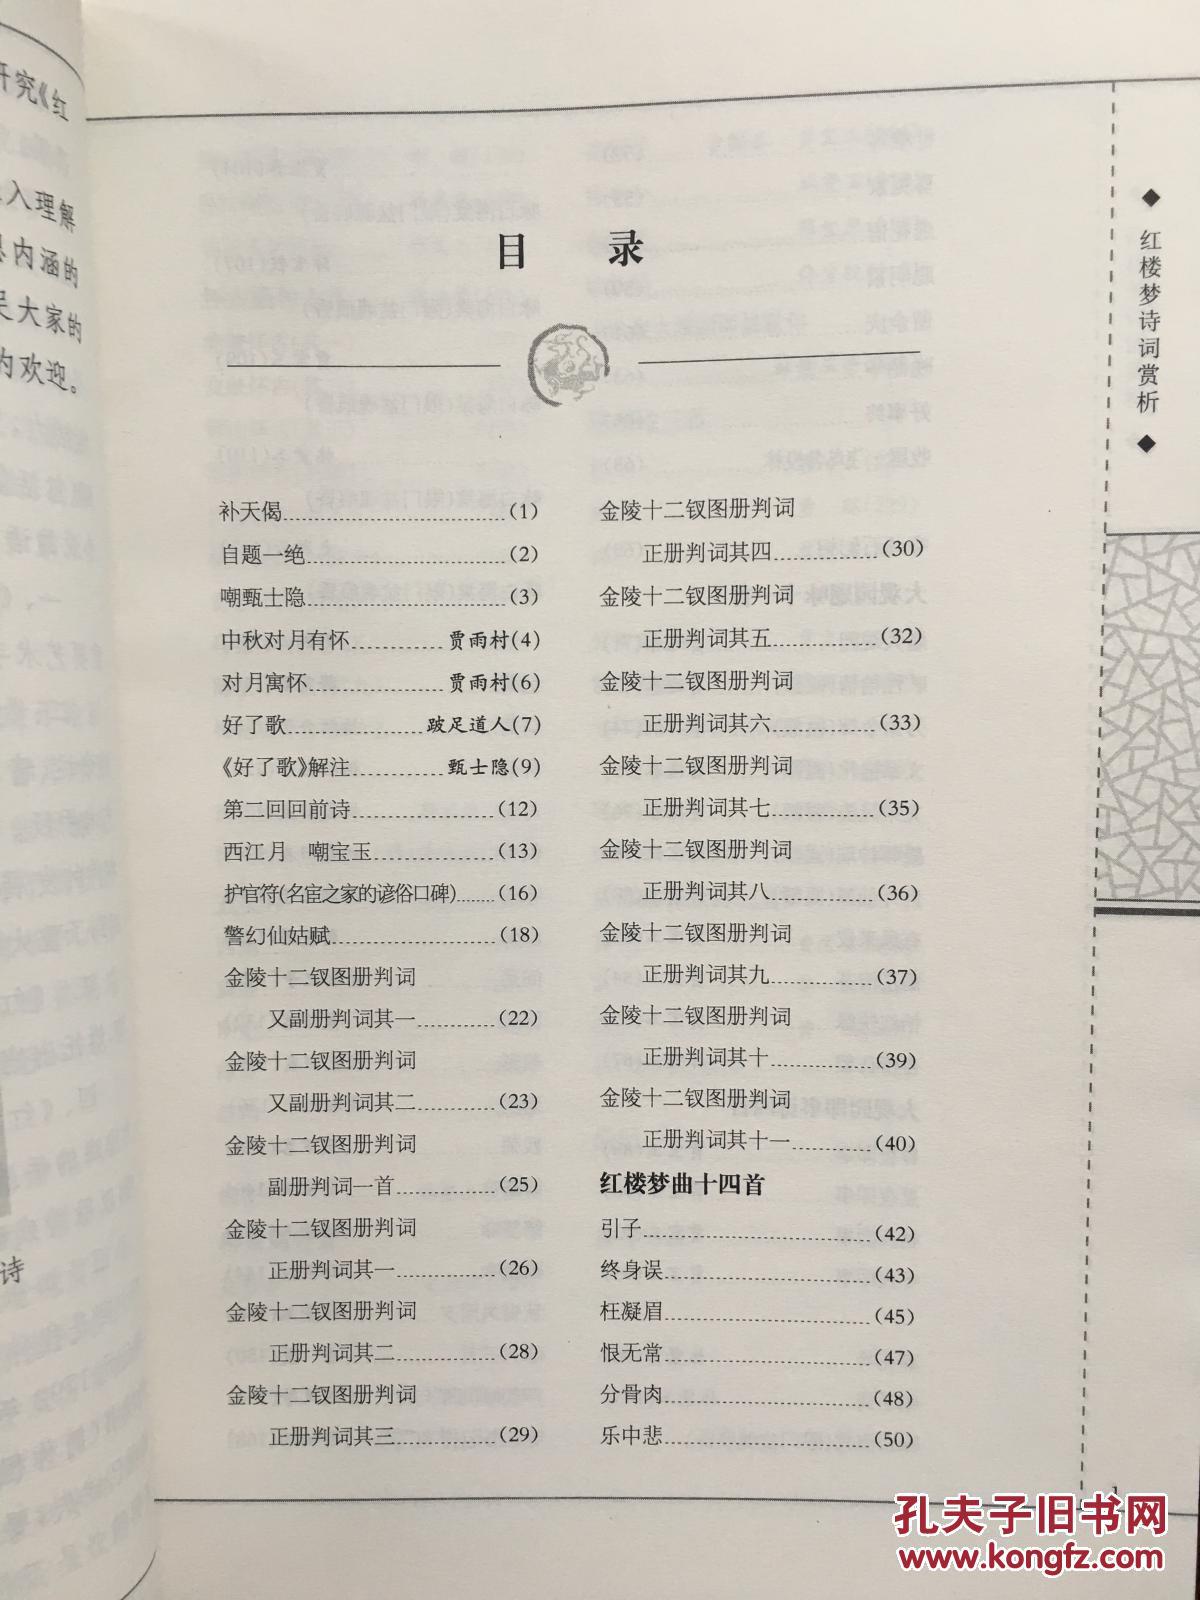 开究《红
入理解
内涵的
大家的
为欢迎。
诗
目 录
补天偈(1)
自题一绝(2)
嘲甄士隐(3)
中秋对月有怀 贾雨村(4)
对月寓怀 贾雨村(6)
好了歌 跛足道人(7)
《好了歌》解注 甄士隐(9)
第二回回前诗(12)
西江月 嘲宝玉(13)
护官符(名宦之家的谚俗口碑)(16)
警幻仙姑赋(18)
金陵十二钗图册判词
又副册判词其一(22)
金陵十二钗图册判词
又副册判词其二(23)
金陵十二钗图册判词
副册判词一首(25)
金陵十二钗图册判词
正册判词其一(26)
金陵十二钗图册判词
正册判词其二(28)
金陵十二钗图册判词
正册判词其三(29)
金陵十二钗图册判词
正册判词其四(30)
金陵十二钗图册判词
正册判词其五(32)
金陵十二钗图册判词
正册判词其六(33)
金陵十二钗图册判词
正册判词其七(35)
金陵十二钗图册判词
正册判词其八(36)
金陵十二钗图册判词
正册判词其九(37)
金陵十二钗图册判词
正册判词其十(39)
金陵十二钗图册判词
正册判词其十一(40)
红楼梦曲十四首
引子(42)
终身误(43)
枉凝眉(45)
恨无常(47)
分骨肉(48)
乐中悲(50)
◆ 红楼梦诗词赏析 ◆
1
孔夫子旧书网
www.kongfz.com